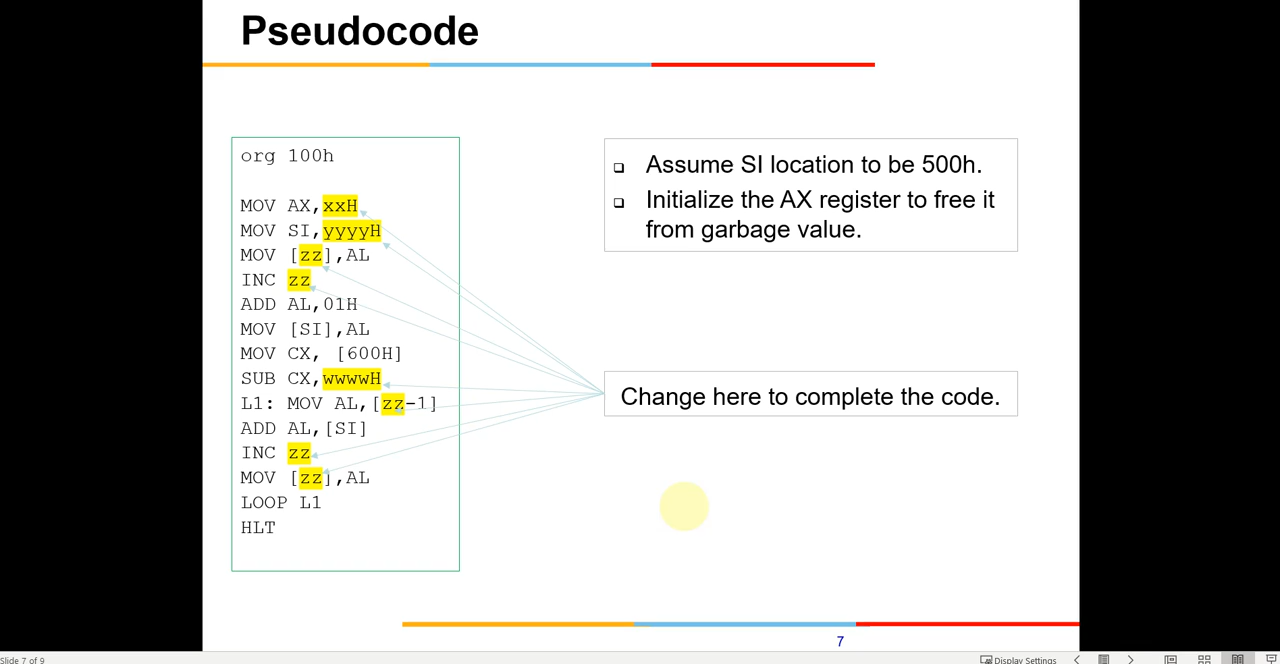 Pseudocode
org 100h
MOV AX,xxH
MOV SI,yyyyH
MOV [zz],AL
INC zz
ADD AL,01H
MOV [SI],AL
MOV CX, [600H]
SUB CX,wwwwH
L1: MOV AL,[zz-1]
ADD AL,[SI]
INC zz
MOV [zz],AL
LOOP L1
HLT
Assume SI location to be 500h.
Initialize the AX register to free it
from garbage value.
Change here to complete the code.
7
Slide 7 of 9
Display Settings